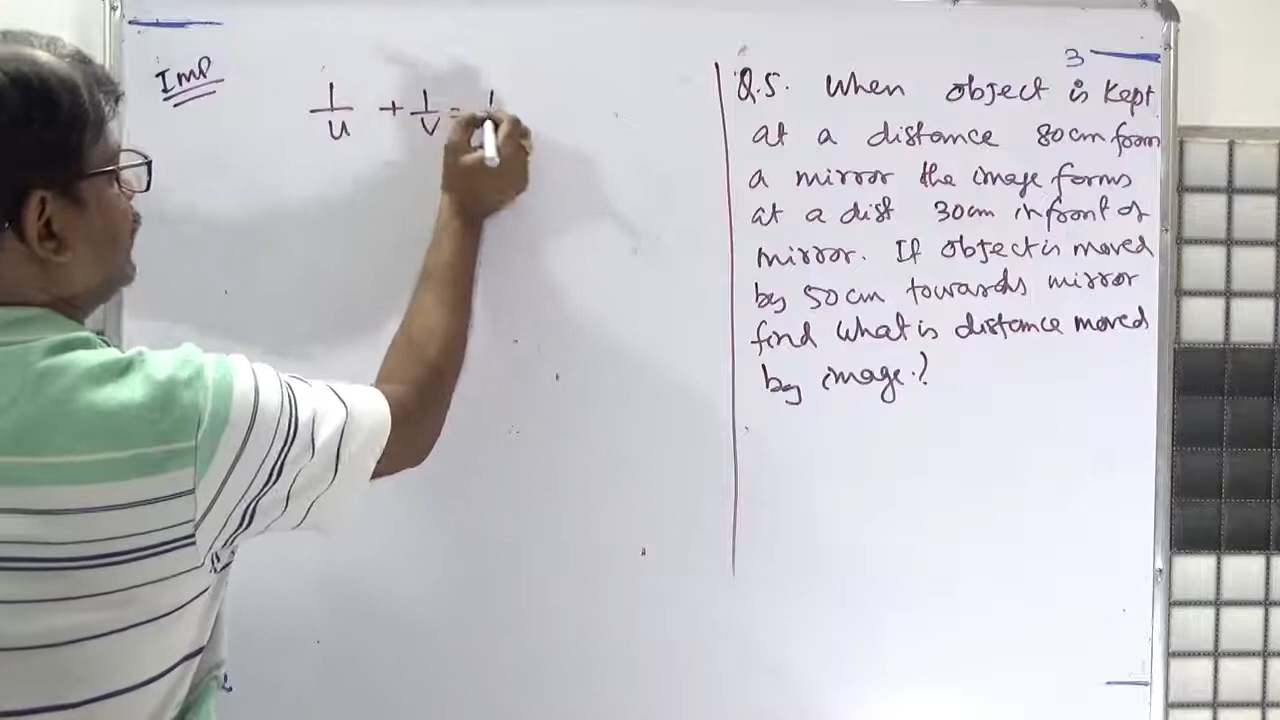 Imp
1/u + 1/v = 1
3
Q.5. When object is kept
at a distance 80cm from
a mirror the image forms
at a dist 30cm infront of
mirror. If object is moved
by 50cm towards mirror
find what is distance moved
by image.?